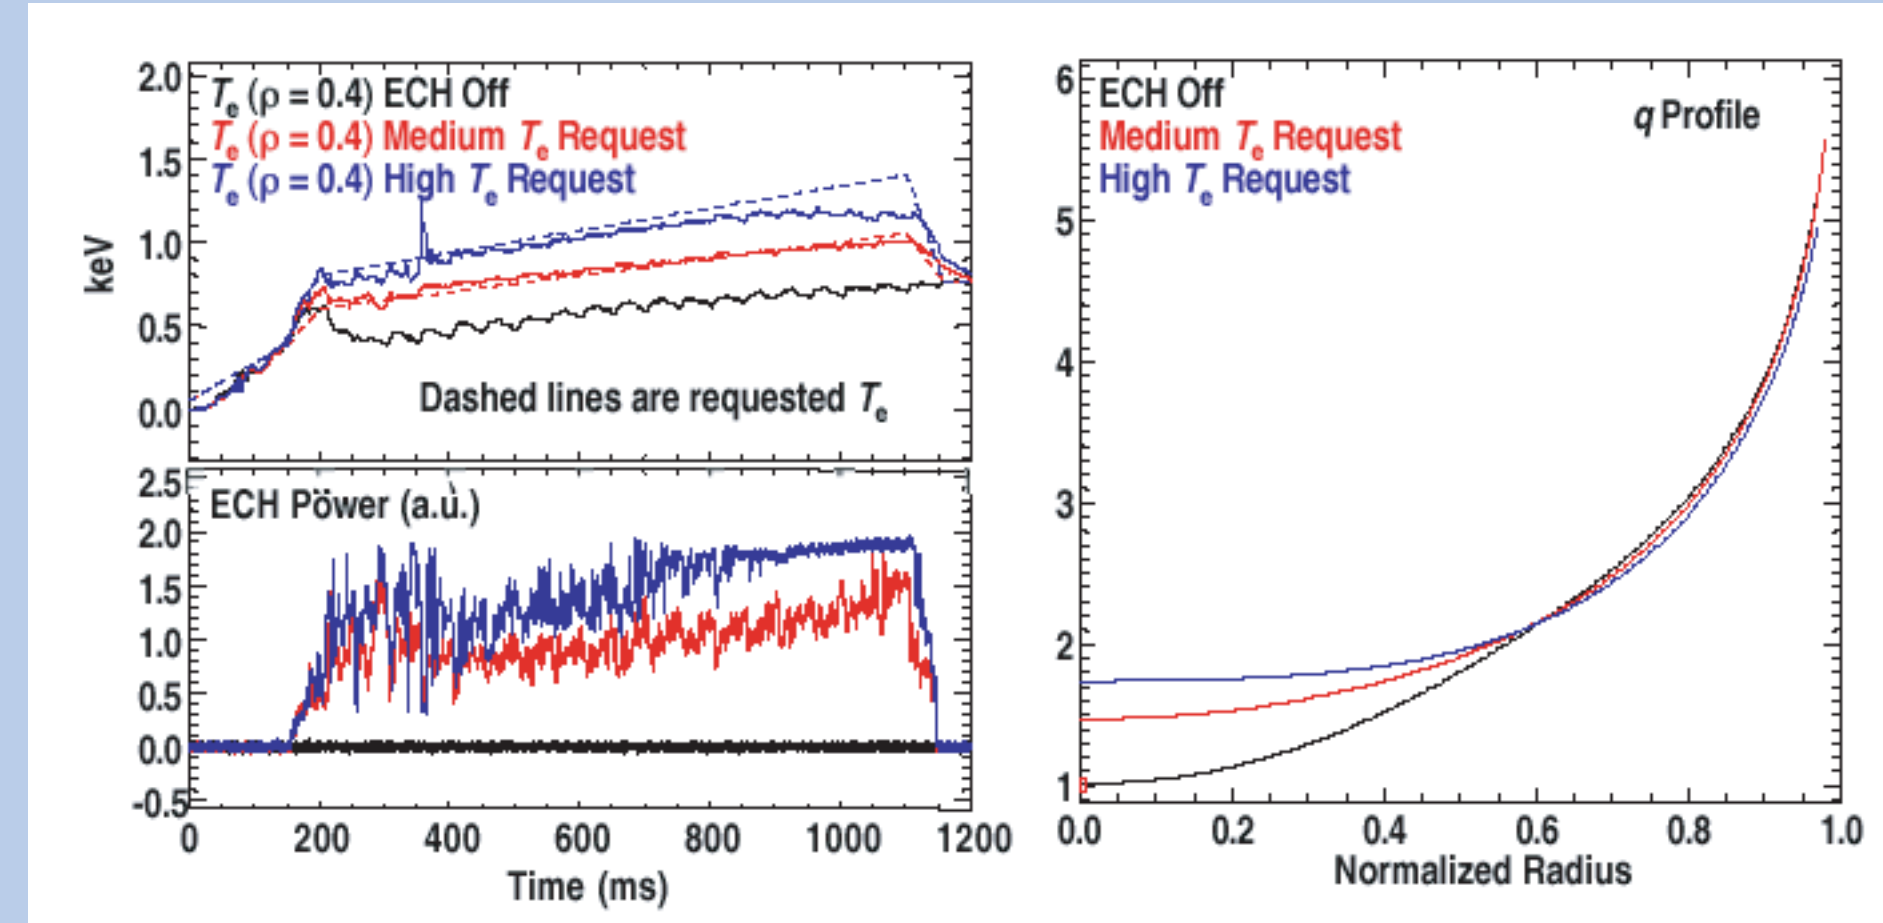 2.0
1.5
1.0
0.5
0.0
keV
Te (ρ = 0.4) ECH Off
Te (ρ = 0.4) Medium Te Request
Te (ρ = 0.4) High Te Request
Dashed lines are requested Te
2.5
2.0
1.5
1.0
0.5
0.0
-0.5
ECH Power (a.u.)
0 200 400 600 800 1000 1200
Time (ms)
6
5
4
3
2
1
ECH Off
Medium Te Request
High Te Request
q Profile
0.0 0.2 0.4 0.6 0.8 1.0
Normalized Radius